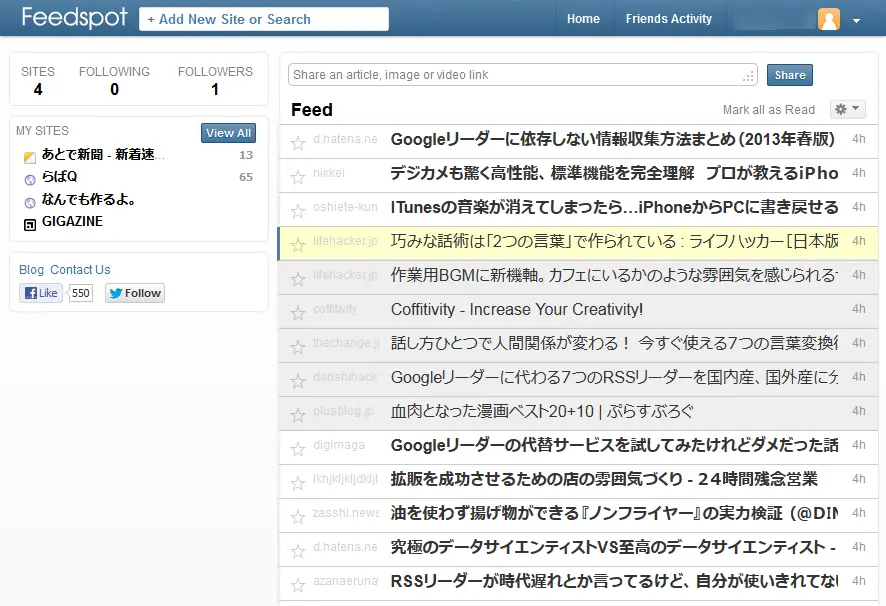 Feedspot
+ Add New Site or Search
Home
Friends Activity
SITES
FOLLOWING
FOLLOWERS
4
0
1
MY SITES
View All
あとで新聞 - 新着速...
13
らばQ
65
なんでも作るよ。
GIGAZINE
Blog Contact Us
Like
550
Follow
Share an article, image or video link
Share
Feed
Mark all as Read
d.hatena.ne Googleリーダーに依存しない情報収集方法まとめ(2013年春版) 4h
nikkei デジカメも驚く高性能、標準機能を完全理解 プロが教えるiPho 4h
oshiete-kun ITunesの音楽が消えてしまったら...iPhoneからPCに書き戻せる 4h
lifehacker.jp 巧みな話術は「2つの言葉」で作られている : ライフハッカー[日本版 4h
lifehacker.jp 作業用BGMに新機軸。カフェにいるかのような雰囲気を感じられる 4h
coffitivity Coffitivity - Increase Your Creativity! 4h
thechange.j 話し方ひとつで人間関係が変わる! 今すぐ使える7つの言葉変換 4h
danshihack Googleリーダーに代わる7つのRSSリーダーを国内産、国外産に 4h
plusblog.jp 血肉となった漫画ベスト20+10 | ぷらすぶろぐ 4h
digimaga Googleリーダーの代替サービスを試してみたけれどダメだった話 4h
拡販を成功させるための店の雰囲気づくり - 24時間残念営業 4h
zasshi.news 油を使わず揚げ物ができる『ノンフライヤー』の実力検証 (@DIN 4h
d.hatena.ne 究極のデータサイエンティストVS至高のデータサイエンティスト - 4h
azanaerunaw RSSリーダーが時代遅れとか言ってるけど、自分が使いきれてない 4h